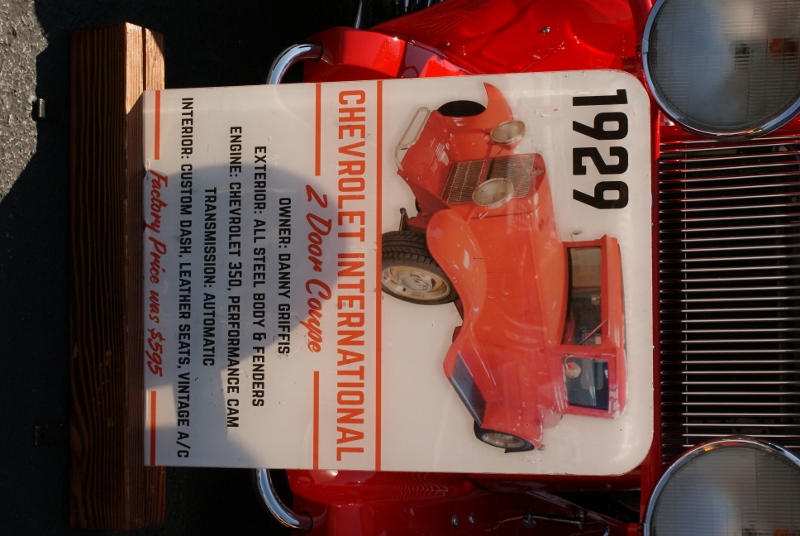 1929
CHEVROLET INTERNATIONAL
2 Door Coupe
OWNER: DANNY GRIFFIS
EXTERIOR: ALL STEEL BODY & FENDERS
ENGINE: CHEVROLET 350, PERFORMANCE CAM
TRANSMISSION: AUTOMATIC
INTERIOR: CUSTOM DASH, LEATHER SEATS, VINTAGE A/C
Factory Price was $595